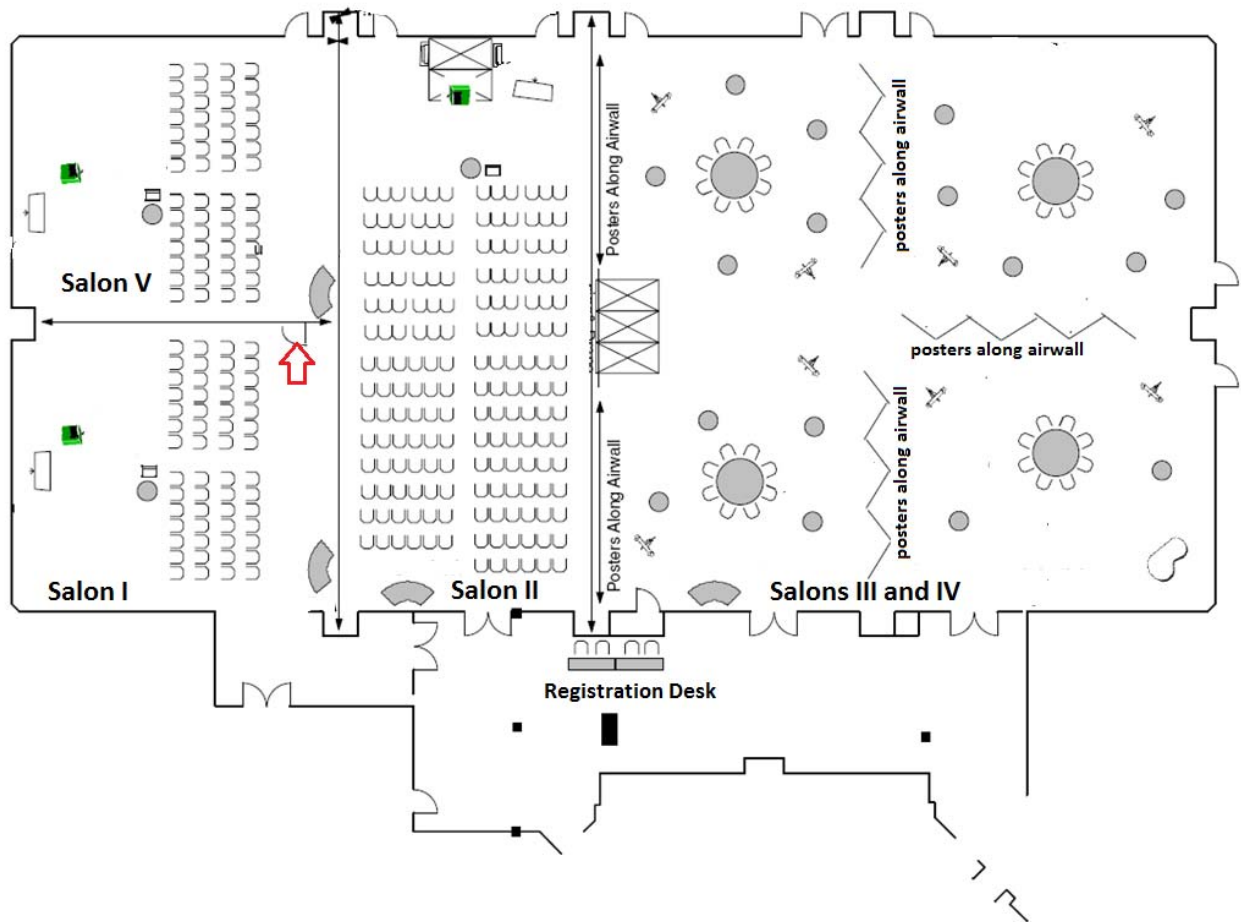 Posters Along Airwall
posters along airwall
Salon V
posters along airwall
Posters Along Airwall
posters along airwall
Salon I
Salon II
Salons III and IV
Registration Desk